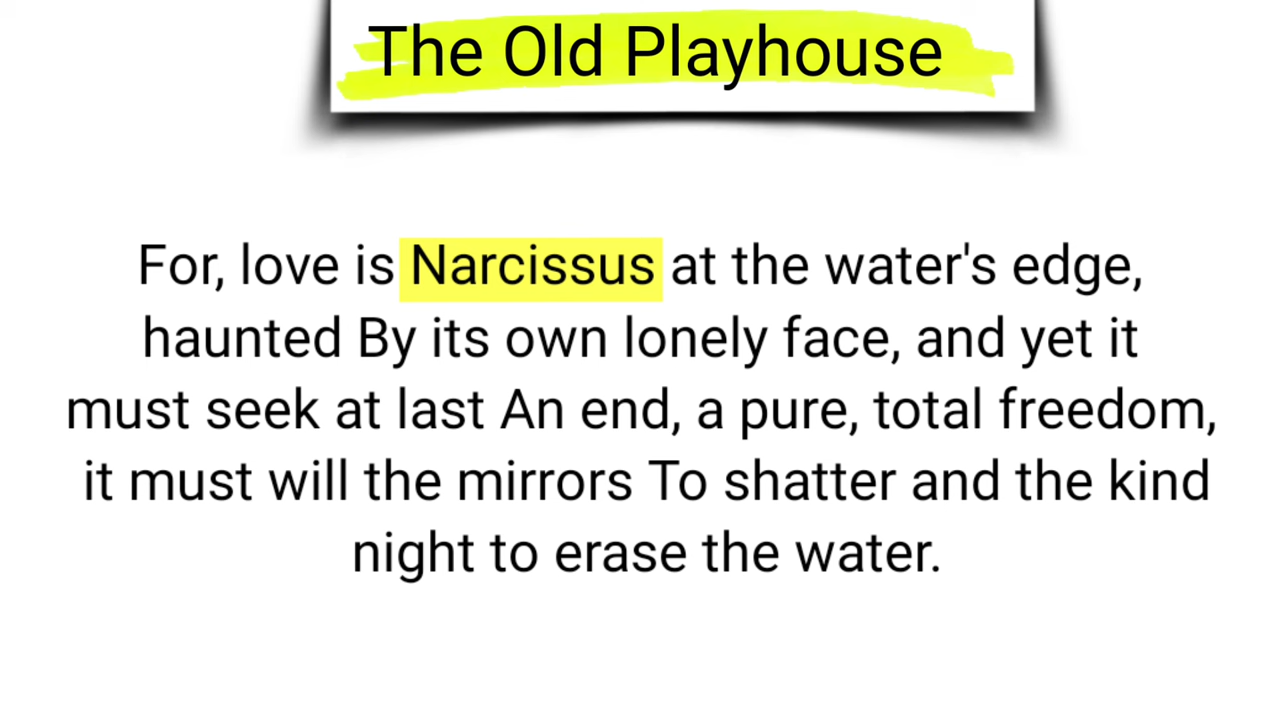 The Old Playhouse
For, love is Narcissus at the water's edge,
haunted By its own lonely face, and yet it
must seek at last An end, a pure, total freedom,
it must will the mirrors To shatter and the kind
night to erase the water.